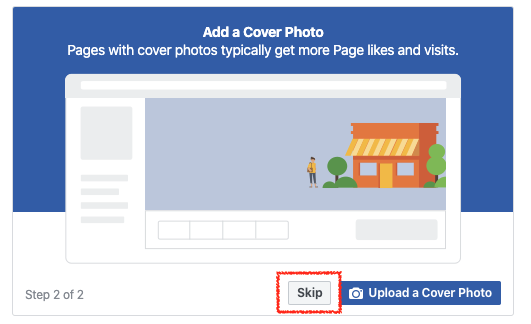 Add a Cover Photo
Pages with cover photos typically get more Page likes and visits.
Step 2 of 2
Skip
Upload a Cover Photo